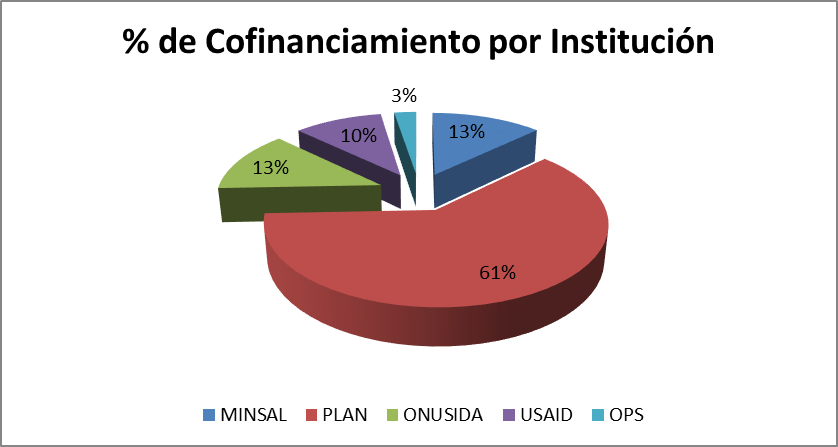 % de Cofinanciamiento por Institución
3%
10%
13%
13%
61%
MINSAL PLAN ONUSIDA USAID OPS